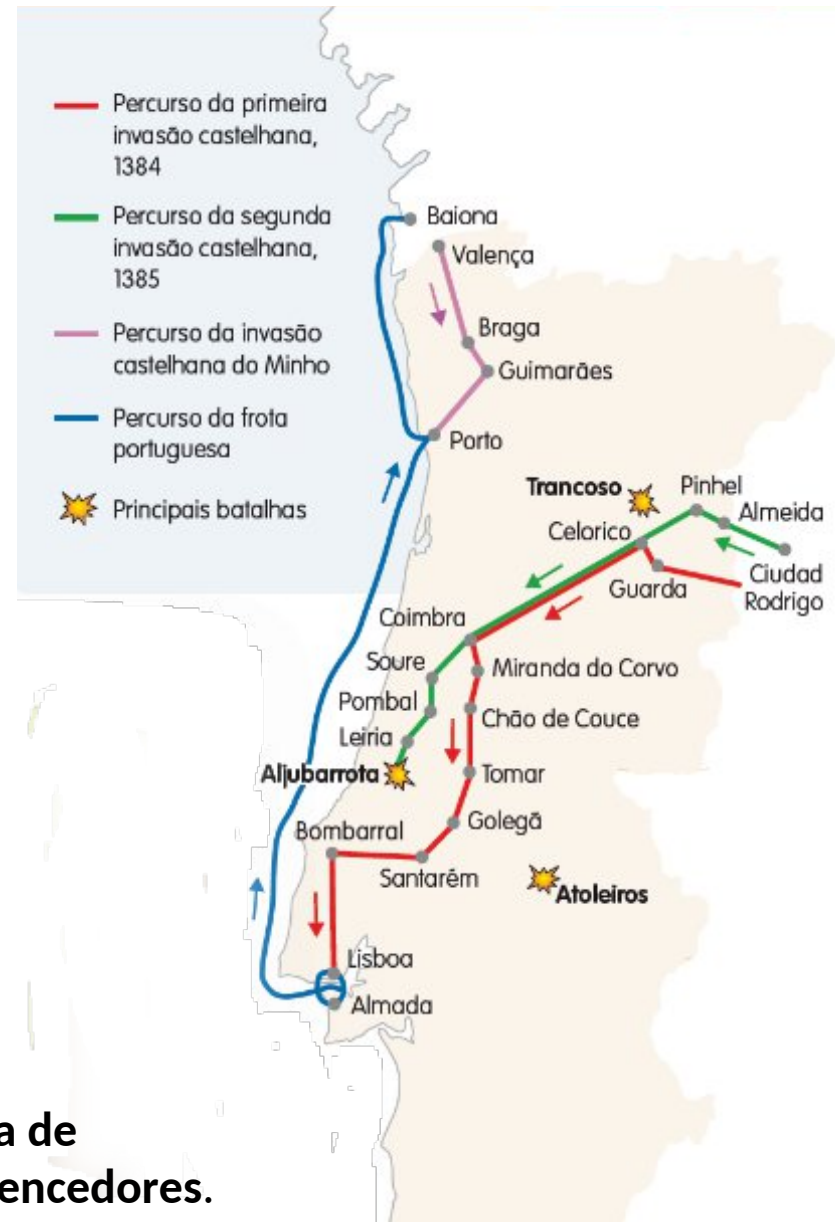 Percurso da primeira
invasão castelhana,
1384
Percurso da segunda
invasão castelhana,
1385
Percurso da invasão
castelhana do Minho
Percurso da frota
portuguesa
Principais batalhas
Baiona
Valença
Braga
Guimarães
Porto
Trancoso
Pinhel
Almeida
Celorico
Guarda
Ciudad
Rodrigo
Coimbra
Soure
Miranda do Corvo
Pombal
Chão de Couce
Leiria
Aljubarrota
Tomar
Golegã
Bombarral
Santarém
Atoleiros
Lisboa
Almada
a de
encedores.